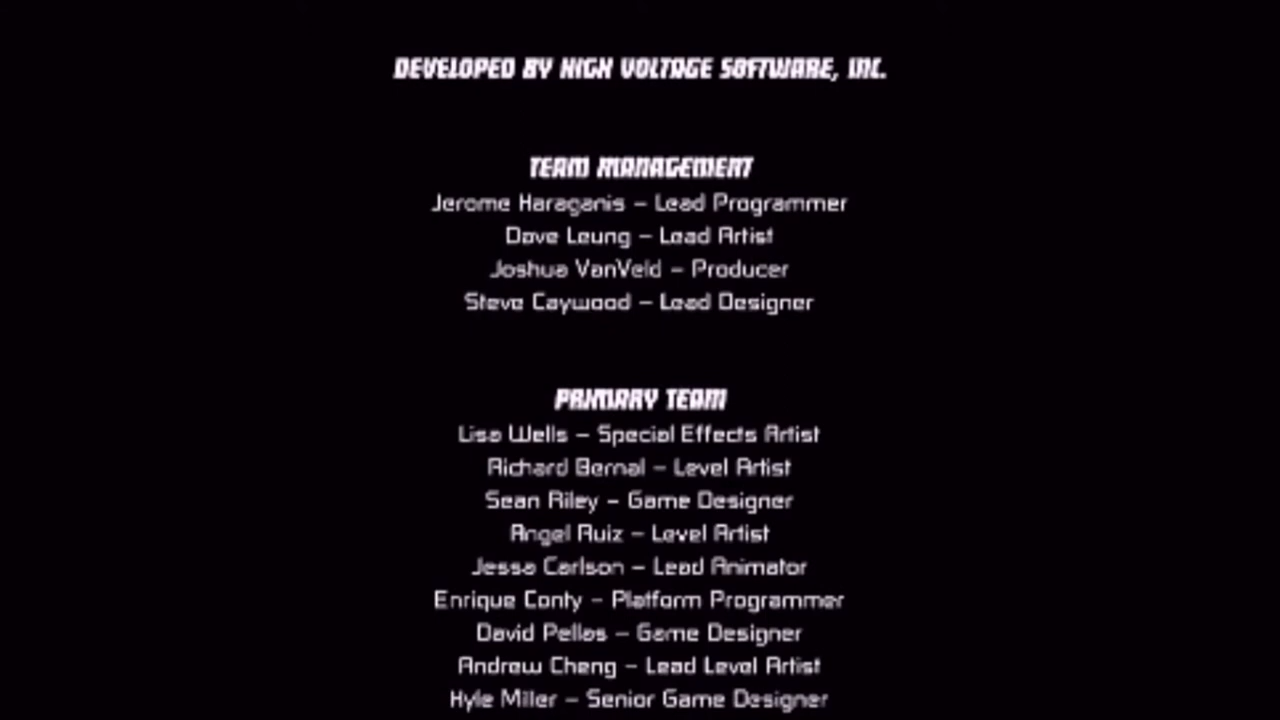 DEVELOPED BY HIGH VOLTAGE SOFTWARE, INC.
TEAM MANAGEMENT
Jerome Haraganis - Lead Programmer
Dave Leung - Lead Artist
Joshua VanVeld - Producer
Steve Caywood - Lead Designer
PRIMARY TEAM
Lisa Wells - Special Effects Artist
Richard Bernal - Level Artist
Sean Riley - Game Designer
Angel Ruiz - Level Artist
Jessa Carlson - Lead Animator
Enrique Conty - Platform Programmer
David Pellas - Game Designer
Andrew Cheng - Lead Level Artist
Kyle Miller - Senior Game Designer